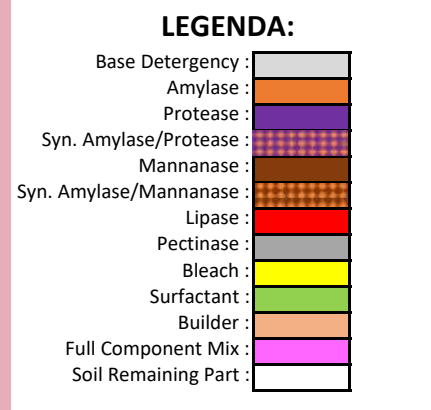 LEGENDA:
Base Detergency :
Amylase :
Protease :
Syn. Amylase/Protease :
Mannanase :
Syn. Amylase/Mannanase :
Lipase :
Pectinase :
Bleach :
Surfactant :
Builder :
Full Component Mix :
Soil Remaining Part :